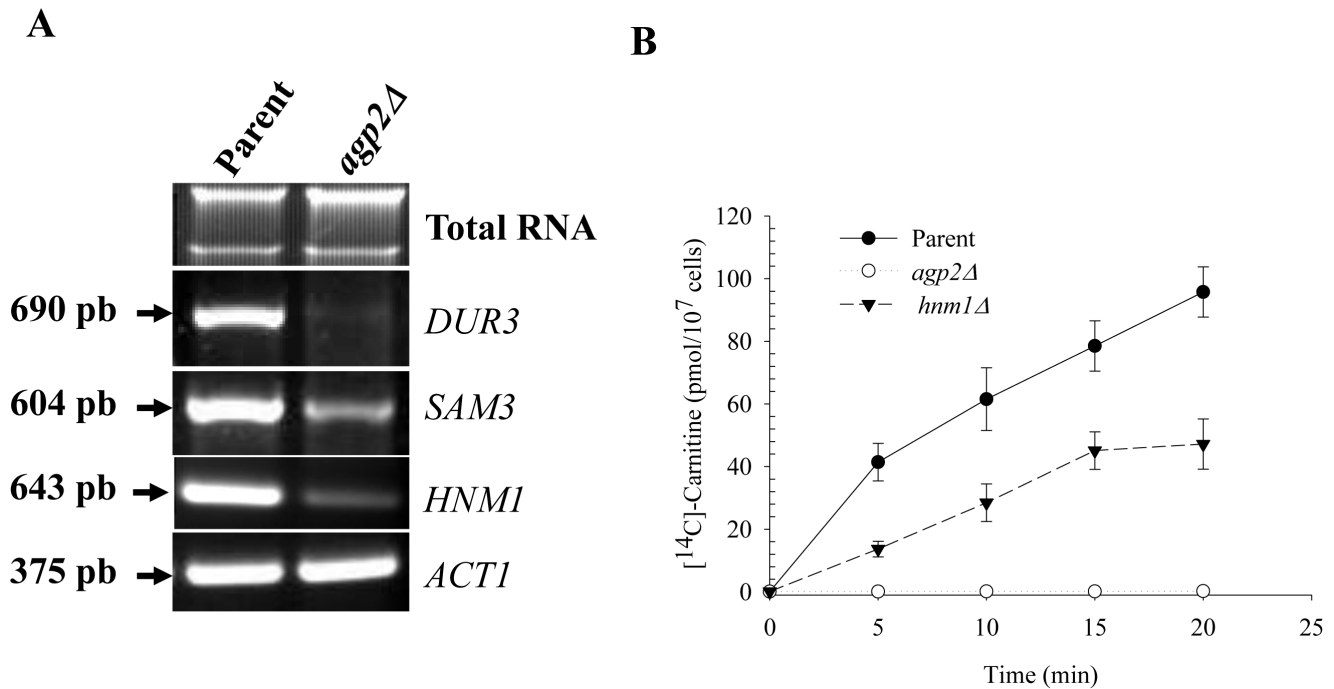 A
Parent
agp2Δ
Total RNA
690 pb
DUR3
604 pb
SAM3
643 pb
HNM1
375 pb
ACT1
B
120
100
80
60
40
20
0
[¹⁴C]-Carnitine (pmol/10⁷ cells)
Parent
agp2Δ
hnm1Δ
0 5 10 15 20 25
Time (min)